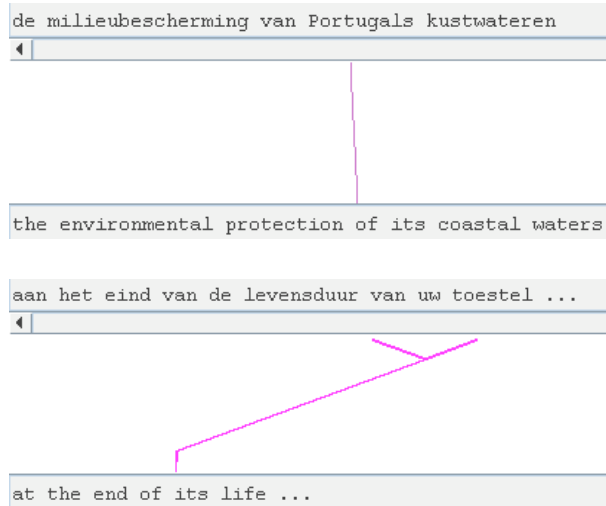 de milieubescherming van Portugals kustwateren
the environmental protection of its coastal waters
aan het eind van de levensduur van uw toestel ...
at the end of its life ...